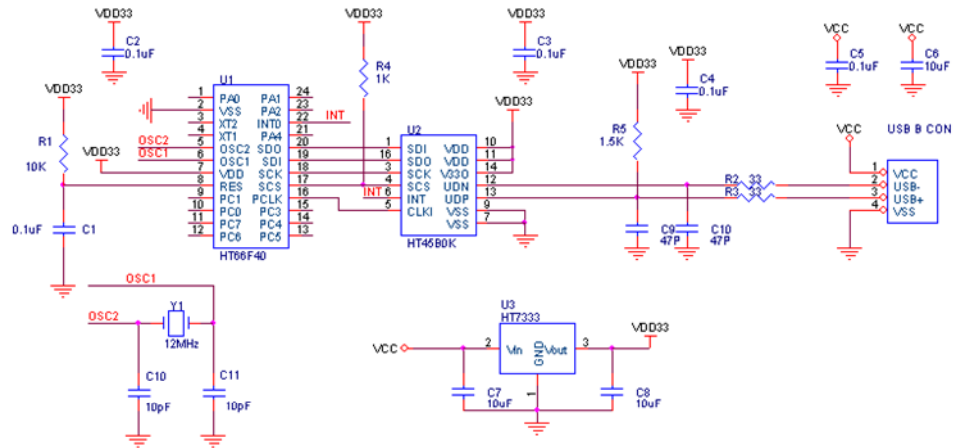 VDD33
C2
0.1uF
VDD33
R4
1K
VDD33
C3
0.1uF
VDD33
C4
0.1uF
VCC
C5
0.1uF
VCC
C6
10uF
VDD33
R1
10K
VDD33
OSC2
OSC1
U1
1 PA0 PA1 24
2 VSS PA2 23
3 XT2 INT0 22
4 XT1 PA4 21
5 OSC2 SDO 20
6 OSC1 SDI 19
7 VDD SCK 18
8 RES SCS 17
9 PC1 PCLK 16
10 PC0 PC3 15
11 PC7 PC4 14
12 PC6 PC5 13
HT66F40
INT
INT
U2
1 SDI VDD 10
16 SDO VDD 11
3 SCK V33O 14
4 SCS UDN 12
6 INT UDP 13
5 CLKI VSS 9
VSS 7
HT45B0K
VDD33
VDD33
R5
1.5K
R2 33
R3 33
C9
47P
C10
47P
VCC
USB B CON
1 VCC
2 USB-
3 USB+
4 VSS
0.1uF C1
OSC1
OSC2
Y1
12MHz
C10
10pF
C11
10pF
U3
HT7333
VCC
2 Vin Vout 3
GND
1
VDD33
C7
10uF
C8
10uF